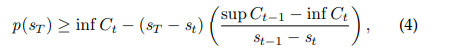 p(s_T) ≥ inf C_t − (s_T − s_t) ( (sup C_{t−1} − inf C_t) / (s_{t−1} − s_t) ) , (4)